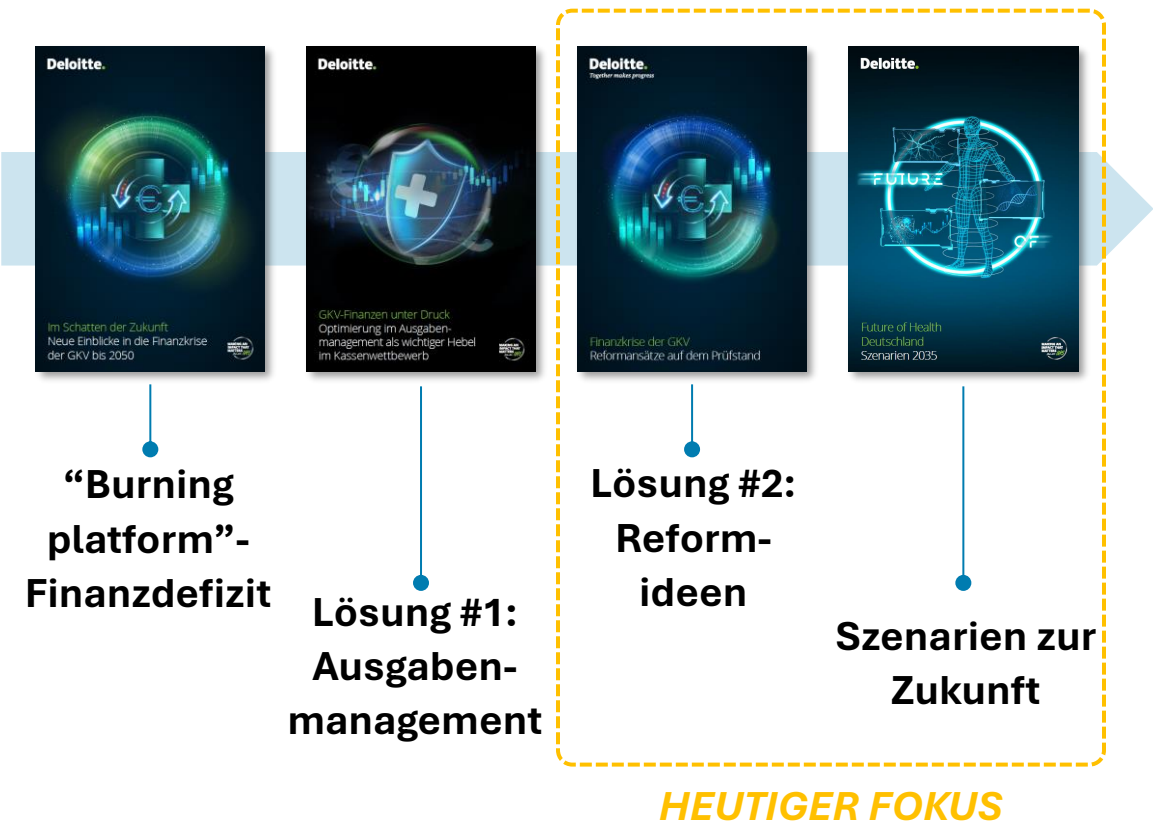 Deloitte.
Im Schatten der Zukunft
Neue Einblicke in die Finanzkrise
der GKV bis 2050
Deloitte.
GKV-Finanzen unter Druck
Optimierung im Ausgaben-
management als wichtiger Hebel
im Kassenwettbewerb
Deloitte.
Together makes progress
Finanzkrise der GKV
Reformansätze auf dem Prüfstand
Deloitte.
FUTURE
OF
Future of Health
Deutschland
Szenarien 2035
“Burning
platform”-
Finanzdefizit
Lösung #1:
Ausgaben-
management
Lösung #2:
Reform-
ideen
Szenarien zur
Zukunft
HEUTIGER FOKUS